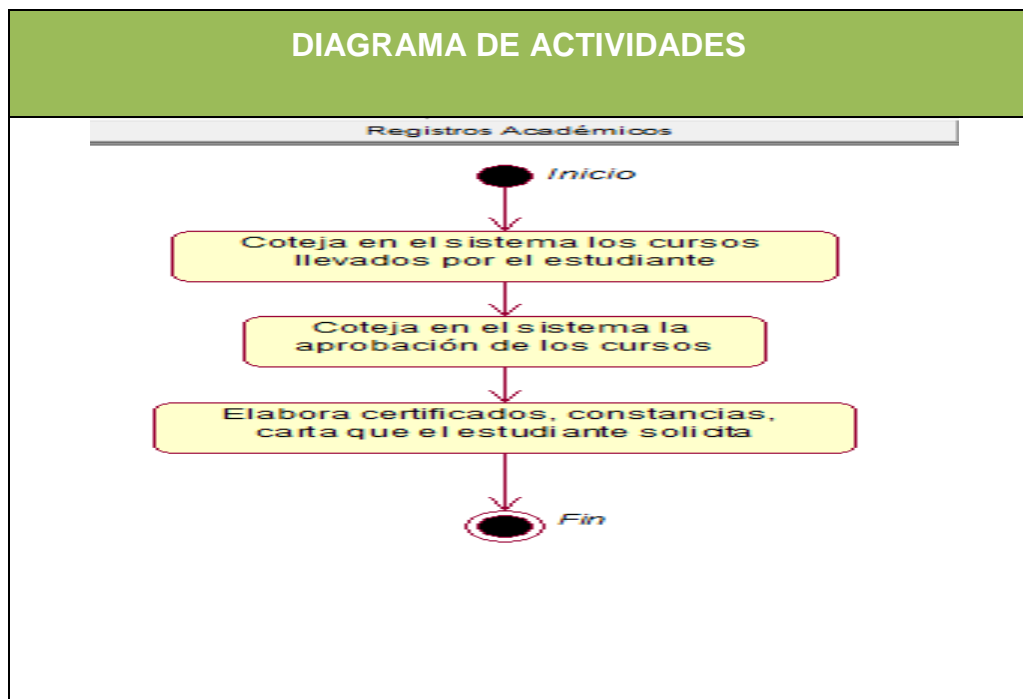 DIAGRAMA DE ACTIVIDADES
Registros Académicos
Inicio
Coteja en el sistema los cursos
llevados por el estudiante
Coteja en el sistema la
aprobación de los cursos
Elabora certificados, constancias,
carta que el estudiante solicita
Fin